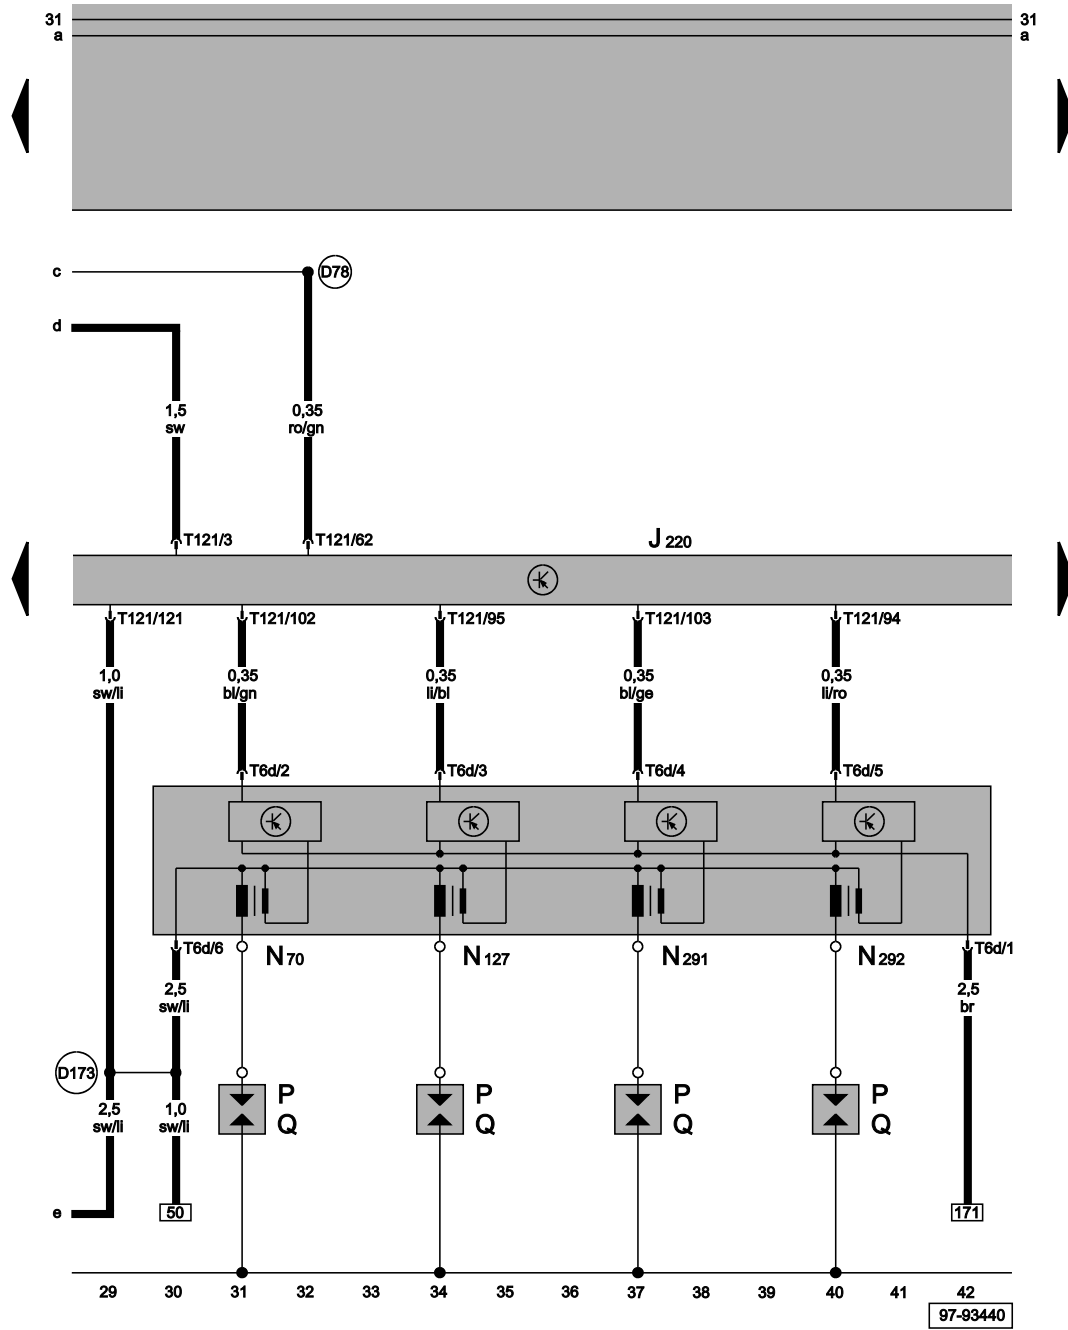 31 31
a a
c D78
d
1,5 0,35
sw ro/gn
T121/3 T121/62 J 220
T121/121 T121/102 T121/95 T121/103 T121/94
1,0 0,35 0,35 0,35 0,35
sw/li bl/gn li/bl bl/ge li/ro
T6d/2 T6d/3 T6d/4 T6d/5
T6d/6 N 70 N 127 N 291 N 292 T6d/1
2,5 2,5
sw/li br
D173
P P P P
2,5 1,0
sw/li sw/li Q Q Q Q
e 50 171
29 30 31 32 33 34 35 36 37 38 39 40 41 42
97-93440